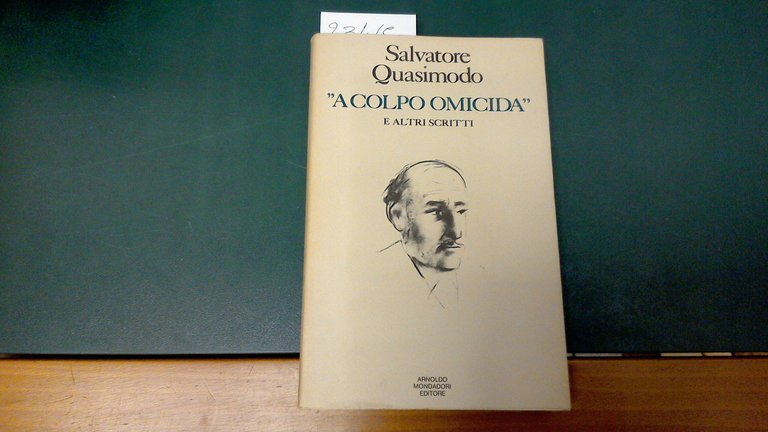 Salvatore
Quasimodo
"A COLPO OMICIDA"
E ALTRI SCRITTI
ARNOLDO
MONDADORI
EDITORE